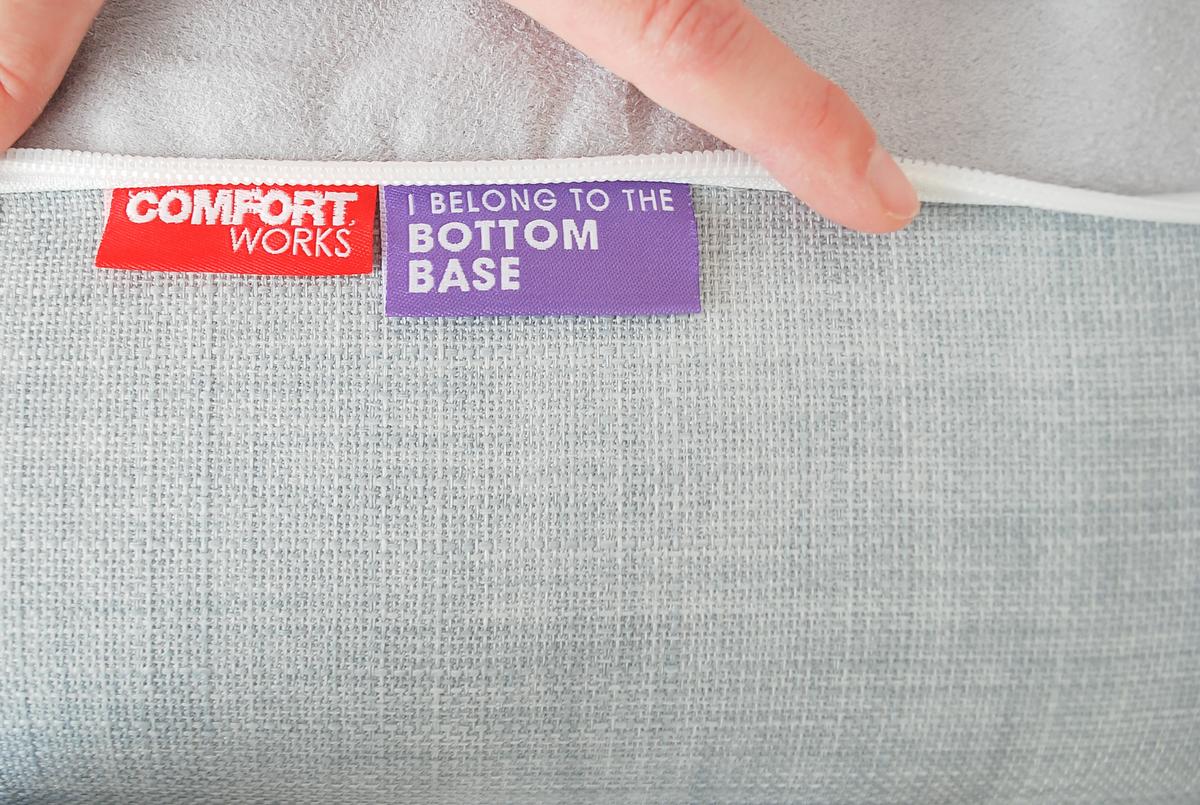 COMFORT
WORKS
I BELONG TO THE
BOTTOM
BASE